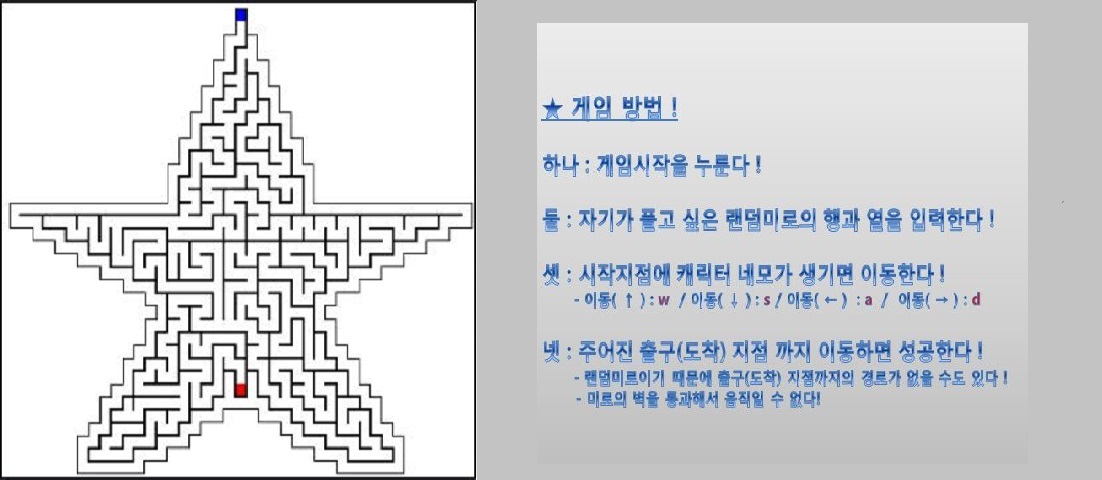 ★ 게임 방법 !
하나 : 게임시작을 누룬다 !
둘 : 자기가 풀고 싶은 랜덤미로의 행과 열을 입력한다 !
셋 : 시작지점에 캐릭터 네모가 생기면 이동한다 !
- 이동( ↑ ) : w / 이동( ↓ ) : s / 이동( ← ) : a / 이동( → ) : d
넷 : 주어진 출구(도착) 지점 까지 이동하면 성공한다 !
- 랜덤미로이기 때문에 출구(도착) 지점까지의 경로가 없을 수도 있다 !
- 미로의 벽을 통과해서 움직일 수 없다!